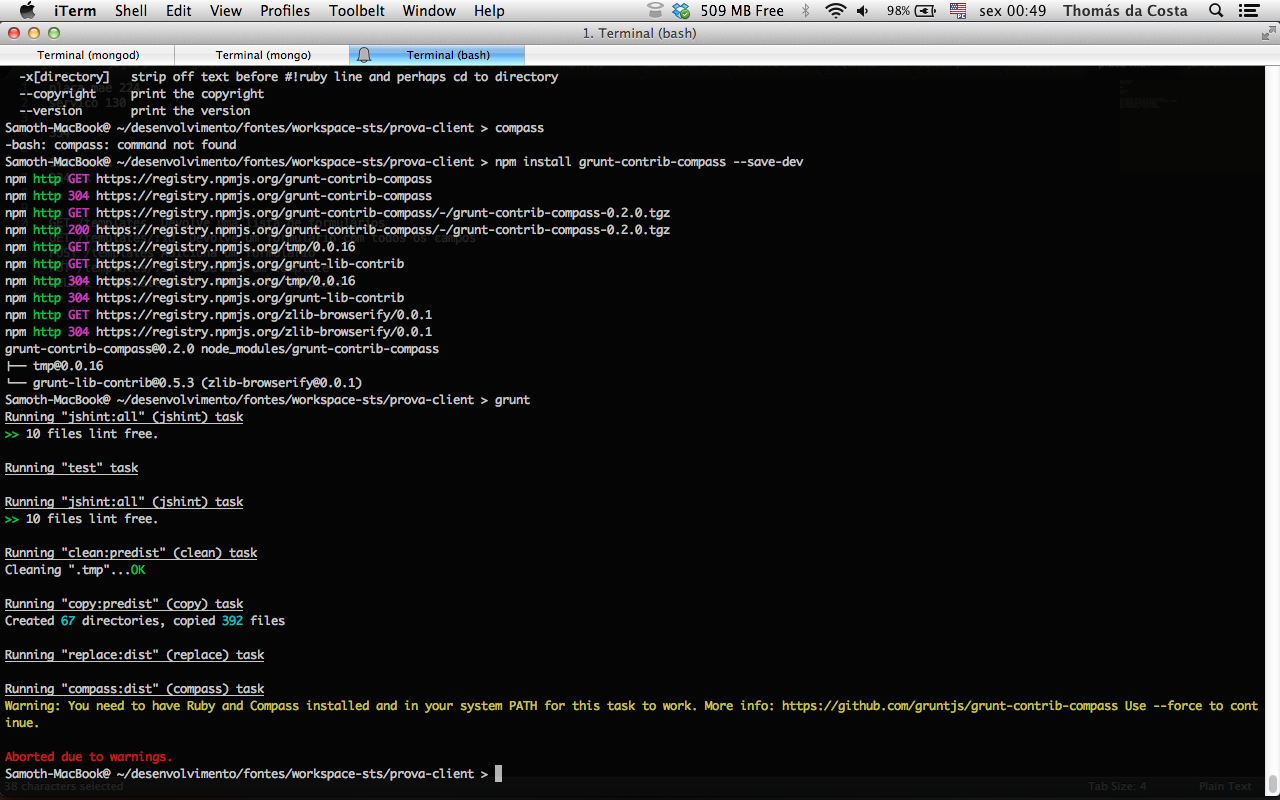 iTerm Shell Edit View Profiles Toolbelt Window Help 509 MB Free 98% sex 00:49 Thomás da Costa
1. Terminal (bash)
Terminal (mongod) Terminal (mongo) Terminal (bash)
-x[directory] strip off text before #!ruby line and perhaps cd to directory
--copyright print the copyright
--version print the version
Samoth-MacBook@ ~/desenvolvimento/fontes/workspace-sts/prova-client > compass
-bash: compass: command not found
Samoth-MacBook@ ~/desenvolvimento/fontes/workspace-sts/prova-client > npm install grunt-contrib-compass --save-dev
npm http GET https://registry.npmjs.org/grunt-contrib-compass
npm http 304 https://registry.npmjs.org/grunt-contrib-compass
npm http GET https://registry.npmjs.org/grunt-contrib-compass/-/grunt-contrib-compass-0.2.0.tgz
npm http 200 https://registry.npmjs.org/grunt-contrib-compass/-/grunt-contrib-compass-0.2.0.tgz
npm http GET https://registry.npmjs.org/tmp/0.0.16
npm http GET https://registry.npmjs.org/grunt-lib-contrib
npm http 304 https://registry.npmjs.org/tmp/0.0.16
npm http 304 https://registry.npmjs.org/grunt-lib-contrib
npm http GET https://registry.npmjs.org/zlib-browserify/0.0.1
npm http 304 https://registry.npmjs.org/zlib-browserify/0.0.1
grunt-contrib-compass@0.2.0 node_modules/grunt-contrib-compass
├── tmp@0.0.16
└── grunt-lib-contrib@0.5.3 (zlib-browserify@0.0.1)
Samoth-MacBook@ ~/desenvolvimento/fontes/workspace-sts/prova-client > grunt
Running "jshint:all" (jshint) task
>> 10 files lint free.
Running "test" task
Running "jshint:all" (jshint) task
>> 10 files lint free.
Running "clean:predist" (clean) task
Cleaning ".tmp"...OK
Running "copy:predist" (copy) task
Created 67 directories, copied 392 files
Running "replace:dist" (replace) task
Running "compass:dist" (compass) task
Warning: You need to have Ruby and Compass installed and in your system PATH for this task to work. More info: https://github.com/gruntjs/grunt-contrib-compass Use --force to cont
inue.
Aborted due to warnings.
Samoth-MacBook@ ~/desenvolvimento/fontes/workspace-sts/prova-client >
38 characters selected Tab Size: 4 Plain Text